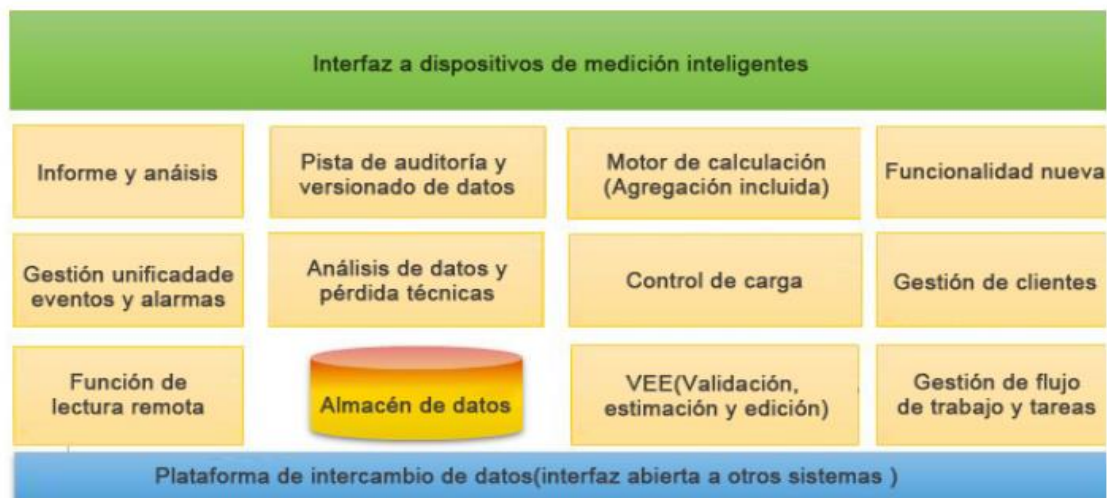 Interfaz a dispositivos de medición inteligentes
Informe y anáisis
Pista de auditoría y
versionado de datos
Motor de calculación
(Agregación incluida)
Funcionalidad nueva
Gestión unificadade
eventos y alarmas
Análisis de datos y
pérdida técnicas
Control de carga
Gestión de clientes
Función de
lectura remota
Almacén de datos
VEE(Validación,
estimación y edición)
Gestión de flujo
de trabajo y tareas
Plataforma de intercambio de datos(interfaz abierta a otros sistemas )